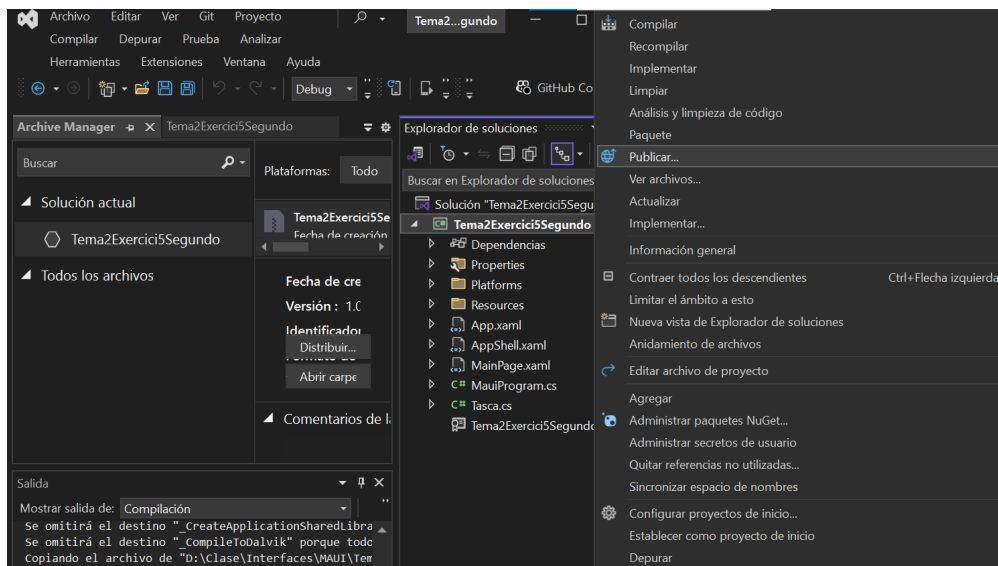 Archivo Editar Ver Git Proyecto
Compilar Depurar Prueba Analizar
Herramientas Extensiones Ventana Ayuda
Tema2...gundo
Debug
GitHub Co
Archive Manager
Tema2Exercici5Segundo
Buscar
Solución actual
Tema2Exercici5Segundo
Todos los archivos
Plataformas: Todo
Tema2Exercici5Se
Fecha de creación
Fecha de cre
Versión : 1.0
Identificador
Distribuir...
Formato de
Abrir carpe
Comentarios de l
Explorador de soluciones
Buscar en Explorador de soluciones
Solución "Tema2Exercici5Segu
Tema2Exercici5Segundo
Dependencias
Properties
Platforms
Resources
App.xaml
AppShell.xaml
MainPage.xaml
C# MauiProgram.cs
C# Tasca.cs
Tema2Exercici5Segundo
Salida
Mostrar salida de: Compilación
Se omitirá el destino "_CreateApplicationSharedLibra
Se omitirá el destino "_CompileToDalvik" porque todo
Copiando el archivo de "D:\Clase\Interfaces\MAUI\Tem
Compilar
Recompilar
Implementar
Limpiar
Análisis y limpieza de código
Paquete
Publicar...
Ver archivos...
Actualizar
Implementar...
Información general
Contraer todos los descendientes Ctrl+Flecha izquierda
Limitar el ámbito a esto
Nueva vista de Explorador de soluciones
Anidamiento de archivos
Editar archivo de proyecto
Agregar
Administrar paquetes NuGet...
Administrar secretos de usuario
Quitar referencias no utilizadas...
Sincronizar espacio de nombres
Configurar proyectos de inicio...
Establecer como proyecto de inicio
Depurar